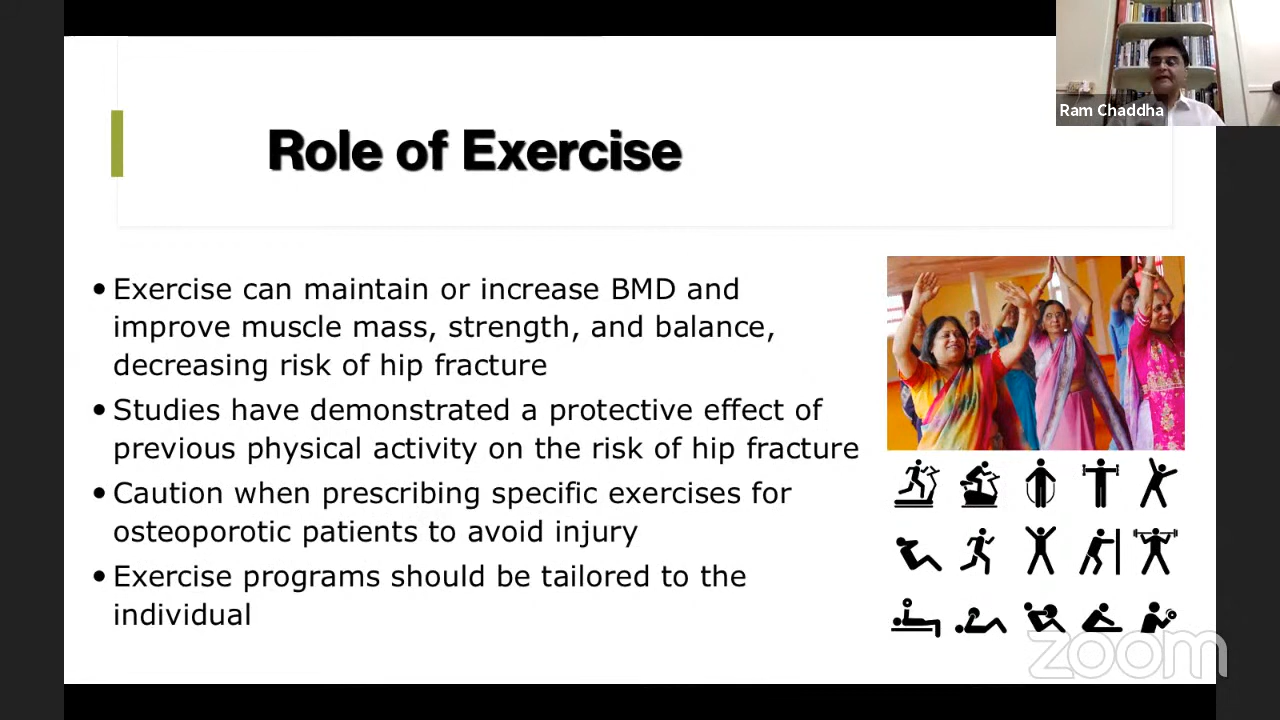 Ram Chaddha
Role of Exercise
• Exercise can maintain or increase BMD and
improve muscle mass, strength, and balance,
decreasing risk of hip fracture
• Studies have demonstrated a protective effect of
previous physical activity on the risk of hip fracture
• Caution when prescribing specific exercises for
osteoporotic patients to avoid injury
• Exercise programs should be tailored to the
individual
zoom